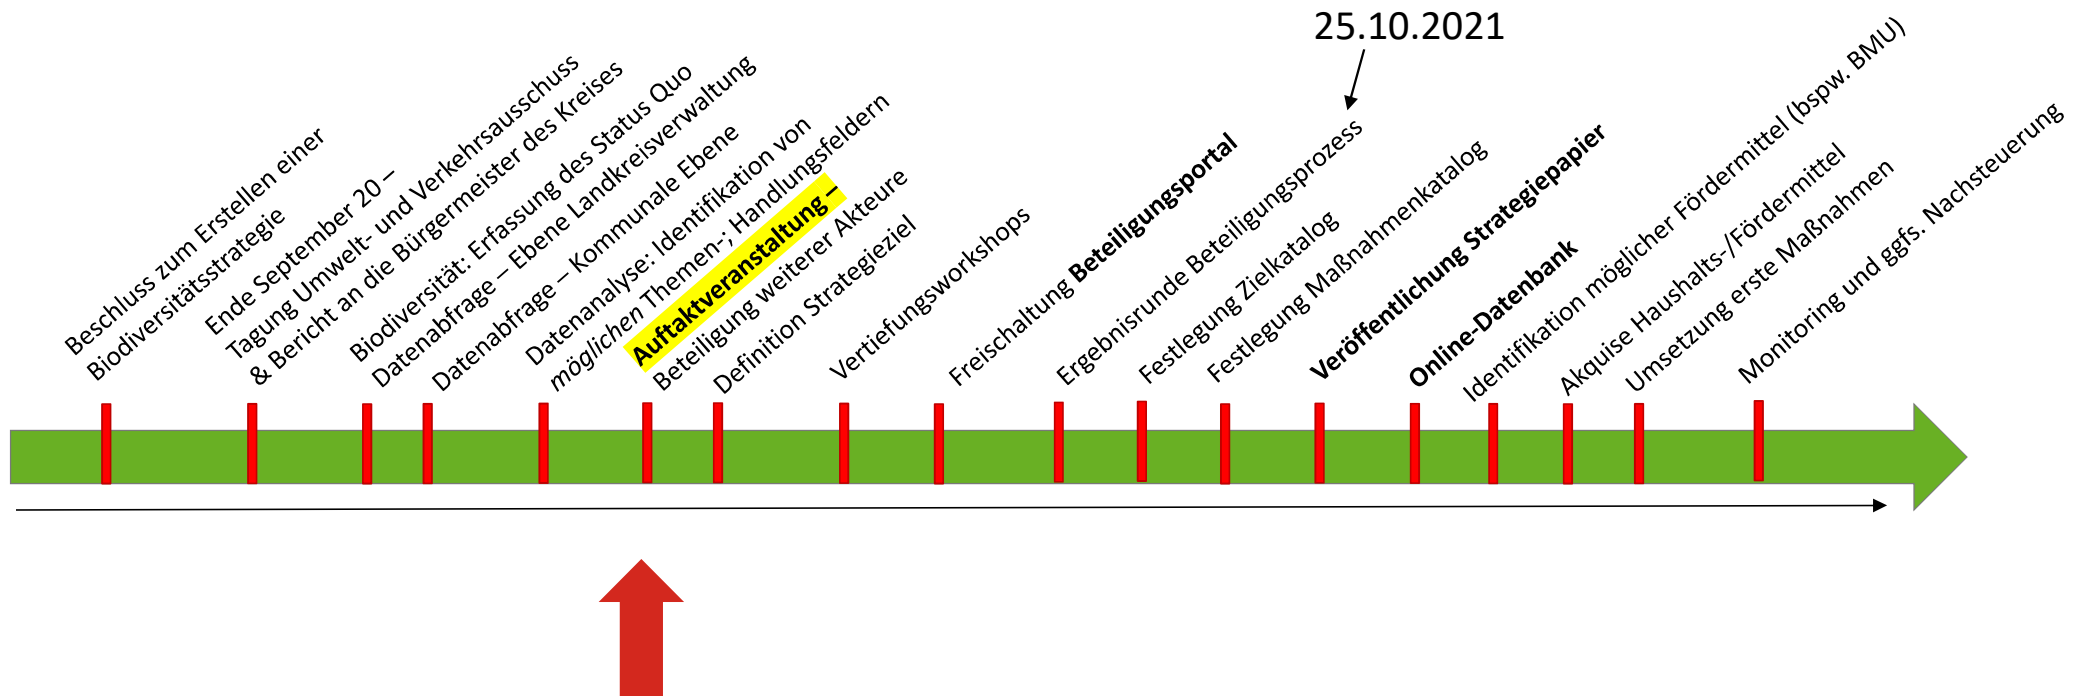 25.10.2021
Beschluss zum Erstellen einer
Biodiversitätsstrategie
Ende September 20 –
Tagung Umwelt- und Verkehrsausschuss
& Bericht an die Bürgermeister des Kreises
Biodiversität: Erfassung des Status Quo
Datenabfrage – Ebene Landkreisverwaltung
Datenabfrage – Kommunale Ebene
Datenanalyse: Identifikation von
möglichen Themen-; Handlungsfeldern
Auftaktveranstaltung –
Beteiligung weiterer Akteure
Definition Strategieziel
Vertiefungsworkshops
Freischaltung Beteiligungsportal
Ergebnisrunde Beteiligungsprozess
Festlegung Zielkatalog
Festlegung Maßnahmenkatalog
Veröffentlichung Strategiepapier
Online-Datenbank
Identifikation möglicher Fördermittel (bspw. BMU)
Akquise Haushalts-/Fördermittel
Umsetzung erste Maßnahmen
Monitoring und ggfs. Nachsteuerung